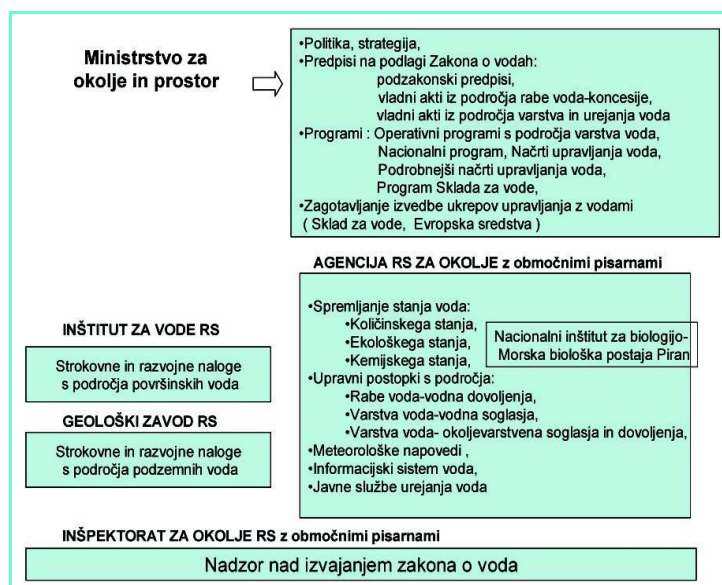 Ministrstvo za
okolje in prostor
•Politika, strategija,
•Predpisi na podlagi Zakona o vodah:
podzakonski predpisi,
vladni akti iz področja rabe voda-koncesije,
vladni akti iz področja varstva in urejanja voda
•Programi : Operativni programi s področja varstva voda,
Nacionalni program, Načrti upravljanja voda,
Podrobnejši načrti upravljanja voda,
Program Sklada za vode,
•Zagotavljanje izvedbe ukrepov upravljanja z vodami
( Sklad za vode, Evropska sredstva )
AGENCIJA RS ZA OKOLJE z območnimi pisarnami
•Spremljanje stanja voda:
•Količinskega stanja,
•Ekološkega stanja,
•Kemijskega stanja,
Nacionalni inštitut za biologijo-
Morska biološka postaja Piran
•Upravni postopki s področja:
•Rabe voda-vodna dovoljenja,
•Varstva voda-vodna soglasja,
•Varstva voda- okoljevarstvena soglasja in dovoljenja,
•Meteorološke napovedi ,
•Informacijski sistem voda,
•Javne službe urejanja voda
INŠTITUT ZA VODE RS
Strokovne in razvojne naloge
s področja površinskih voda
GEOLOŠKI ZAVOD RS
Strokovne in razvojne naloge
s področja podzemnih voda
INŠPEKTORAT ZA OKOLJE RS z območnimi pisarnami
Nadzor nad izvajanjem zakona o voda